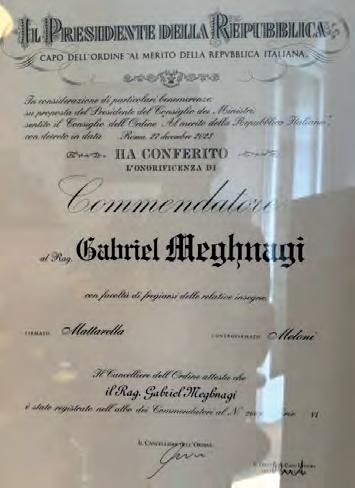 IL PRESIDENTE DELLA REPUBBLICA
CAPO DELL'ORDINE "AL MERITO DELLA REPVBBLICA ITALIANA"
In considerazione di particolari benemerenze
su proposta del Presidente del Consiglio dei Ministri;
sentito il Consiglio dell'Ordine "Al merito della Repubblica Italiana",
con decreto in data Roma, 27 dicembre 2023
HA CONFERITO
L'ONORIFICENZA DI
Commendatore
al Rag. Gabriel Meghnagi
con facoltà di fregiarsi delle relative insegne.
FIRMATO Mattarella CONTROFIRMATO Meloni
Il Cancelliere dell'Ordine attesta che
il Rag. Gabriel Meghnagi
è stato registrato nell'albo dei Commendatori al N. VI
IL CANCELLIERE DELL'ORDINE